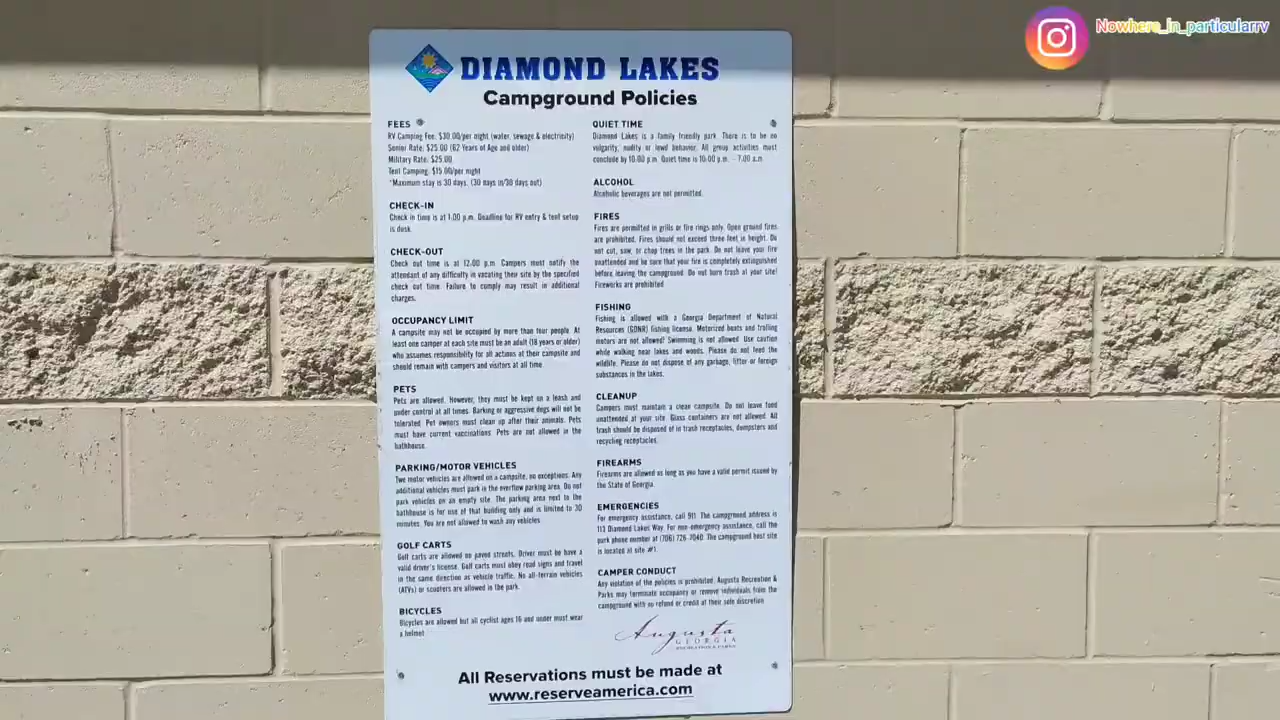 Nowhere_in_particularrv
DIAMOND LAKES
Campground Policies
FEES
RV Camping Fee: $30.00/per night (water, sewage & electricity)
Senior Rate: $25.00 (62 Years of Age and older)
Military Rate: $25.00
Tent Camping: $15.00/per night
*Maximum stay is 30 days. (30 days in/30 days out)
CHECK-IN
Check in time is at 1:00 p.m. Deadline for RV entry & tent setup
is dusk.
CHECK-OUT
Check out time is at 12:00 p.m. Campers must notify the
attendant of any difficulty in vacating their site by the specified
check out time. Failure to comply may result in additional
charges.
OCCUPANCY LIMIT
A campsite may not be occupied by more than four people. At
least one camper at each site must be an adult (18 years or older)
who assumes responsibility for all actions at their campsite and
should remain with campers and visitors at all time.
PETS
Pets are allowed. However, they must be kept on a leash and
under control at all times. Barking or aggressive dogs will not be
tolerated. Pet owners must clean up after their animals. Pets
must have current vaccinations. Pets are not allowed in the
bathhouse.
PARKING/MOTOR VEHICLES
Two motor vehicles are allowed on a campsite, no exceptions. Any
additional vehicles must park in the overflow parking area. Do not
park vehicles on an empty site. The parking area next to the
bathhouse is for use of that building only and is limited to 30
minutes. You are not allowed to wash any vehicles.
GOLF CARTS
Golf carts are allowed on paved streets. Driver must be have a
valid driver's license. Golf carts must obey road signs and travel
in the same direction as vehicle traffic. No all-terrain vehicles
(ATVs) or scooters are allowed in the park.
BICYCLES
Bicycles are allowed but all cyclist ages 16 and under must wear
a helmet.
QUIET TIME
Diamond Lakes is a family friendly park. There is to be no
vulgarity, nudity or lewd behavior. All group activities must
conclude by 10:00 p.m. Quiet time is 10:00 p.m. - 7:00 a.m.
ALCOHOL
Alcoholic beverages are not permitted.
FIRES
Fires are permitted in grills or fire rings only. Open ground fires
are prohibited. Fires should not exceed three feet in height. Do
not cut, saw, or chop trees in the park. Do not leave your fire
unattended and be sure that your fire is completely extinguished
before leaving the campground. Do not burn trash at your site!
Fireworks are prohibited.
FISHING
Fishing is allowed with a Georgia Department of Natural
Resources (GDNR) fishing license. Motorized boats and trolling
motors are not allowed! Swimming is not allowed. Use caution
while walking near lakes and woods. Please do not feed the
wildlife. Please do not dispose of any garbage, litter or foreign
substances in the lakes.
CLEANUP
Campers must maintain a clean campsite. Do not leave food
unattended at your site. Glass containers are not allowed. All
trash should be disposed of in trash receptacles, dumpsters and
recycling receptacles.
FIREARMS
Firearms are allowed as long as you have a valid permit issued by
the State of Georgia.
EMERGENCIES
For emergency assistance, call 911. The campground address is
113 Diamond Lakes Way. For non-emergency assistance, call the
park phone number at (706) 726-7040. The campground host site
is located at site #1.
CAMPER CONDUCT
Any violation of the policies is prohibited. Augusta Recreation &
Parks may terminate occupancy or remove individuals from the
campground with no refund or credit at their sole discretion.
Augusta
GEORGIA
RECREATION & PARKS
All Reservations must be made at
www.reserveamerica.com